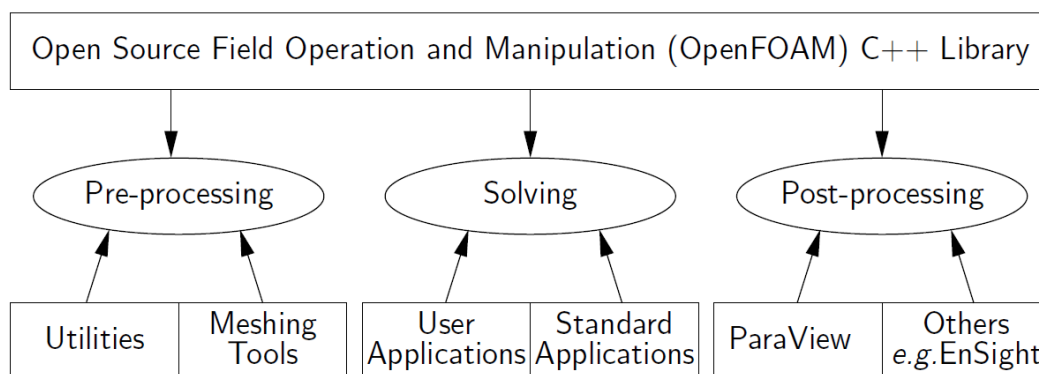 Open Source Field Operation and Manipulation (OpenFOAM) C++ Library
Pre-processing
Solving
Post-processing
Utilities
Meshing
Tools
User
Applications
Standard
Applications
ParaView
Others
e.g.EnSight